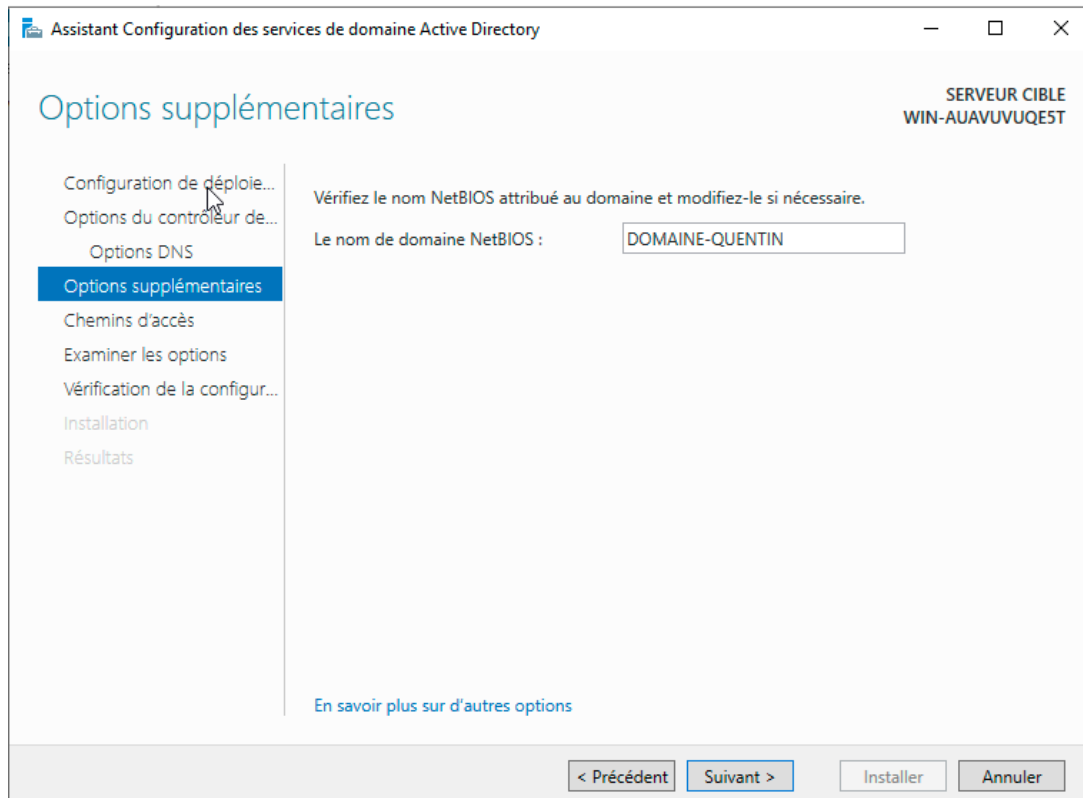 Assistant Configuration des services de domaine Active Directory
Options supplémentaires
SERVEUR CIBLE
WIN-AUAVUVUQE5T
Configuration de déploie...
Options du contrôleur de...
Options DNS
Options supplémentaires
Chemins d'accès
Examiner les options
Vérification de la configur...
Installation
Résultats
Vérifiez le nom NetBIOS attribué au domaine et modifiez-le si nécessaire.
Le nom de domaine NetBIOS : DOMAINE-QUENTIN
En savoir plus sur d'autres options
< Précédent Suivant > Installer Annuler